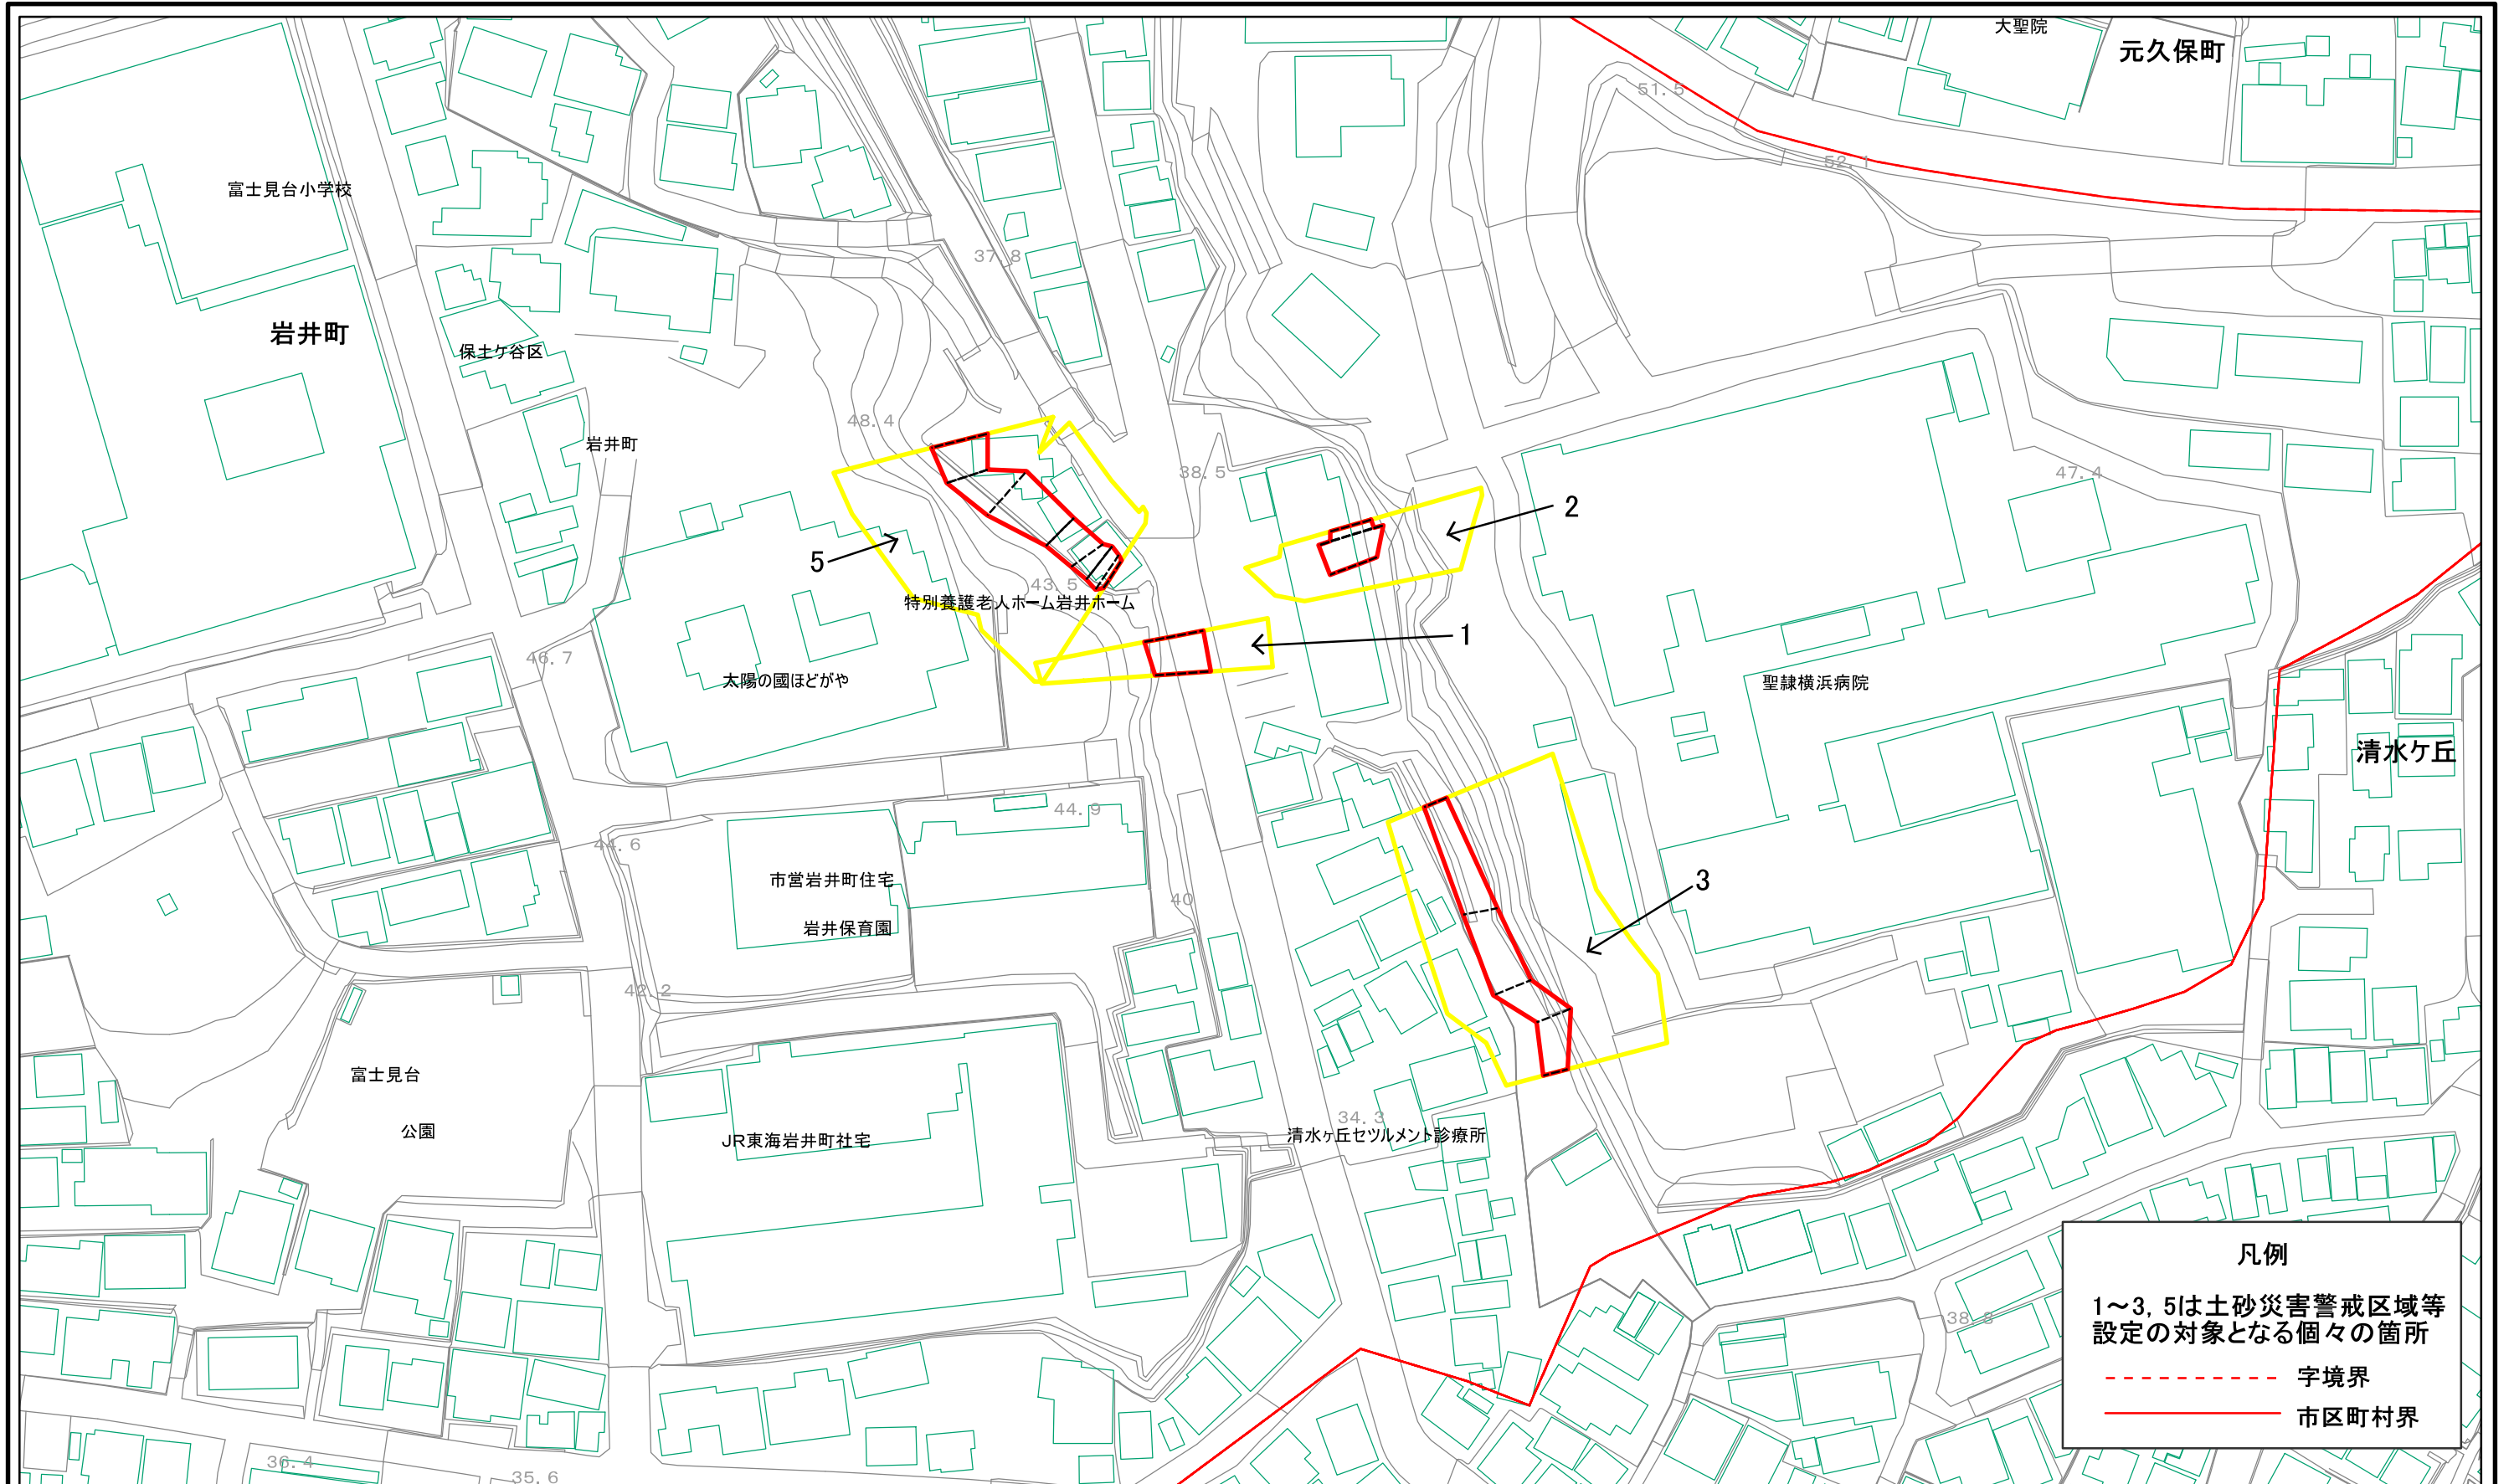 大聖院
元久保町
51.5
52.1
富士見台小学校
37.8
岩井町
保土ケ谷区
48.4
岩井町
38.5
47.4
2
5
43.5
特別養護老人ホーム岩井ホーム
1
46.7
太陽の國ほどがや
聖隷横浜病院
清水ケ丘
44.9
44.6
市営岩井町住宅
3
40
岩井保育園
42.2
富士見台
公園
34.3
JR東海岩井町社宅
清水ヶ丘セツルメント診療所
凡例
1～3,5は土砂災害警戒区域等
設定の対象となる個々の箇所
38.8
字境界
市区町村界
36.4
35.6